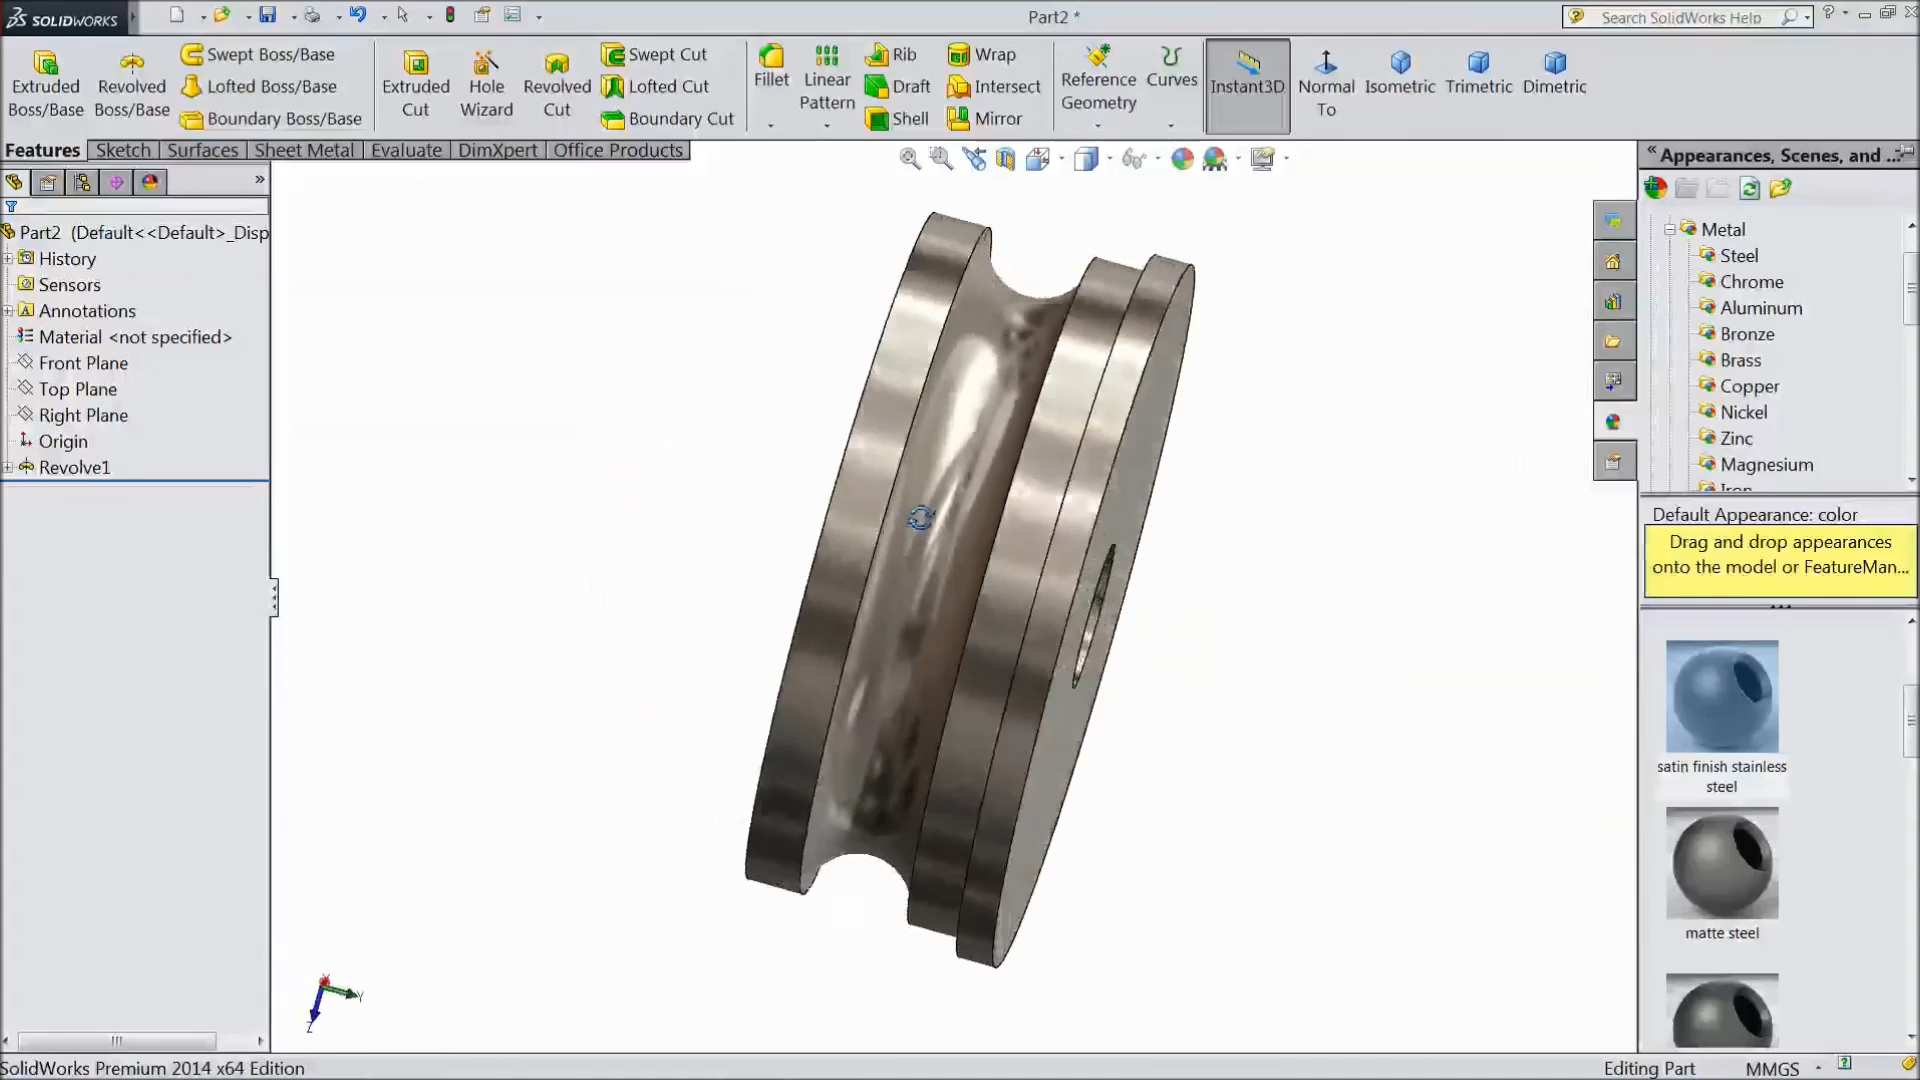 SOLIDWORKS
Part2 *
Search SolidWorks Help
Extruded Boss/Base
Revolved Boss/Base
Swept Boss/Base
Lofted Boss/Base
Boundary Boss/Base
Extruded Cut
Hole Wizard
Revolved Cut
Swept Cut
Lofted Cut
Boundary Cut
Fillet
Linear Pattern
Rib
Draft
Shell
Wrap
Intersect
Mirror
Reference Geometry
Curves
Instant3D
Normal To
Isometric
Trimetric
Dimetric
Features
Sketch
Surfaces
Sheet Metal
Evaluate
DimXpert
Office Products
Part2 (Default<<Default>_Disp
History
Sensors
Annotations
Material <not specified>
Front Plane
Top Plane
Right Plane
Origin
Revolve1
Appearances, Scenes, and ...
Metal
Steel
Chrome
Aluminum
Bronze
Brass
Copper
Nickel
Zinc
Magnesium
Iron
Default Appearance: color
Drag and drop appearances
onto the model or FeatureMan...
satin finish stainless
steel
matte steel
X
Y
Z
SolidWorks Premium 2014 x64 Edition
Editing Part
MMGS